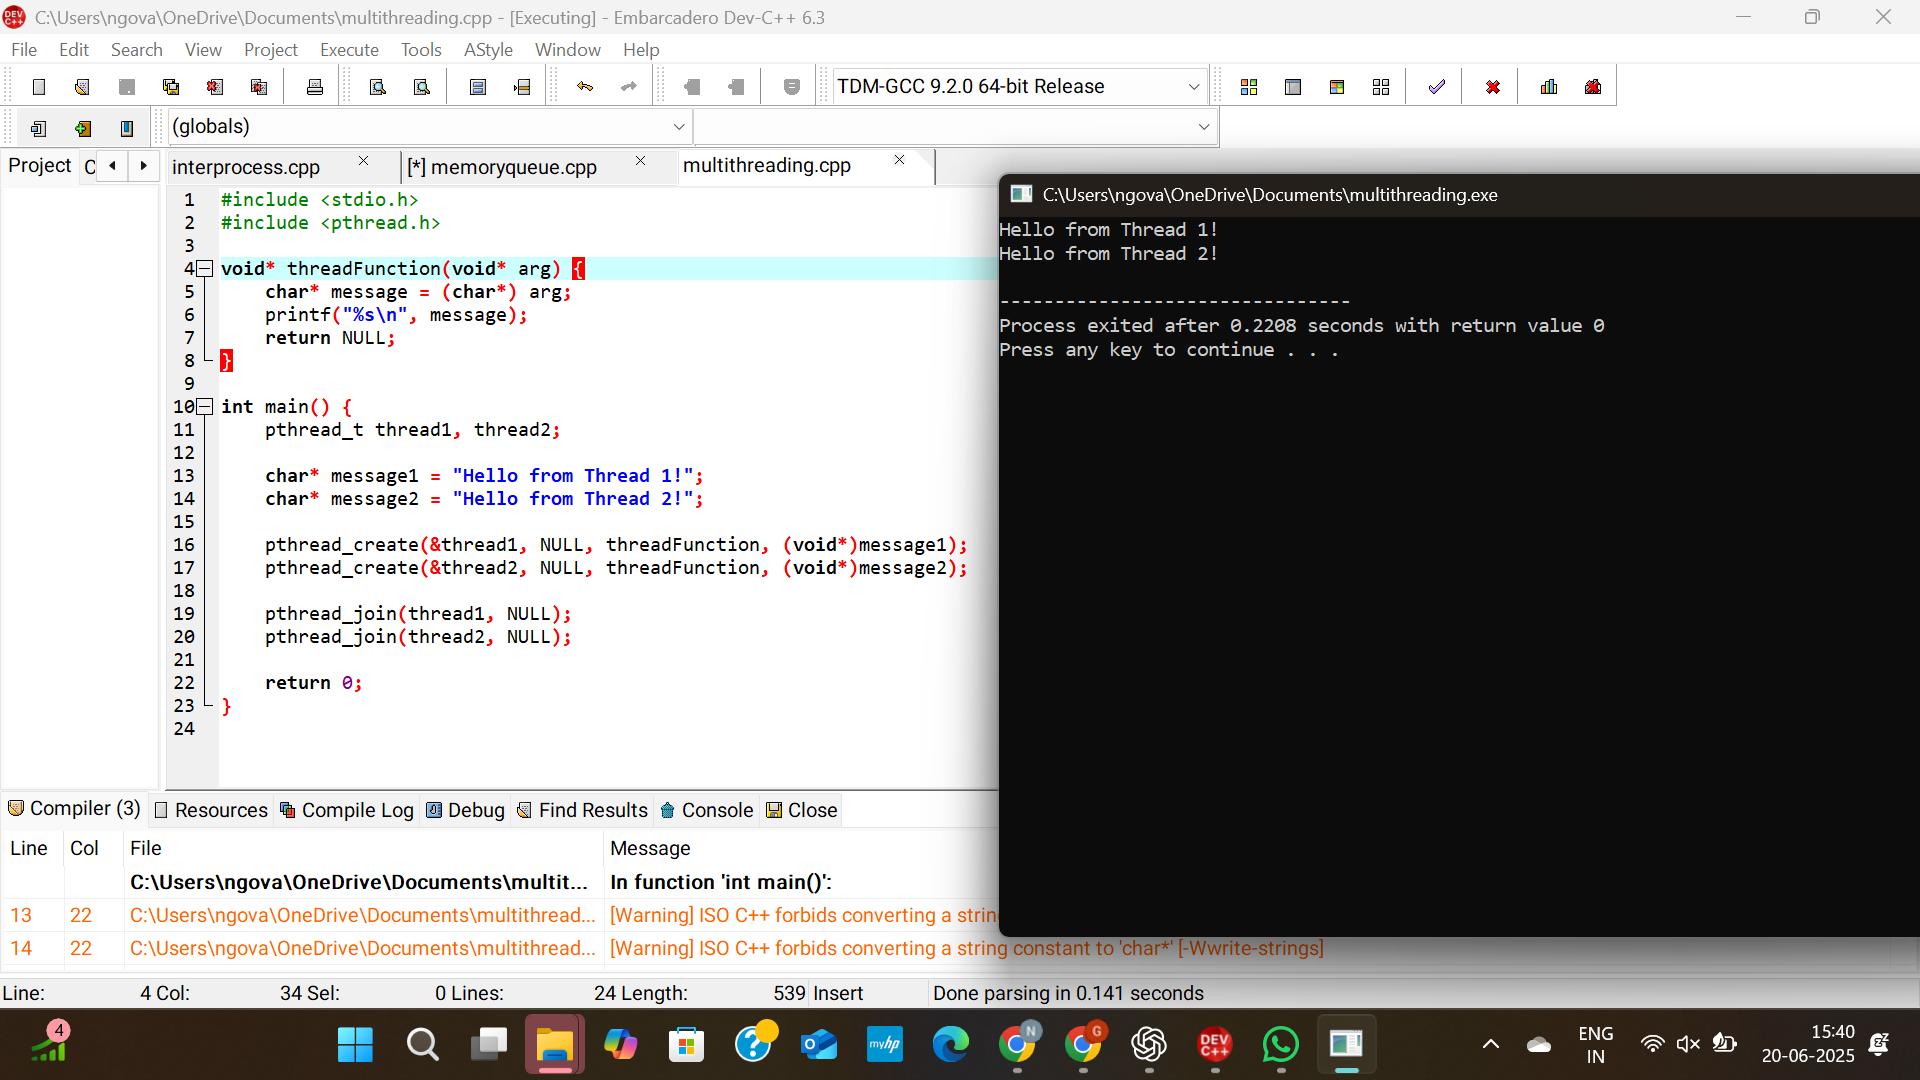 C:\Users\ngova\OneDrive\Documents\multithreading.cpp - [Executing] - Embarcadero Dev-C++ 6.3
File Edit Search View Project Execute Tools AStyle Window Help
TDM-GCC 9.2.0 64-bit Release
(globals)
Project C
interprocess.cpp
[*] memoryqueue.cpp
multithreading.cpp
1 #include <stdio.h>
2 #include <pthread.h>
3
4 void* threadFunction(void* arg) {
5 char* message = (char*) arg;
6 printf("%s\n", message);
7 return NULL;
8 }
9
10 int main() {
11 pthread_t thread1, thread2;
12
13 char* message1 = "Hello from Thread 1!";
14 char* message2 = "Hello from Thread 2!";
15
16 pthread_create(&thread1, NULL, threadFunction, (void*)message1);
17 pthread_create(&thread2, NULL, threadFunction, (void*)message2);
18
19 pthread_join(thread1, NULL);
20 pthread_join(thread2, NULL);
21
22 return 0;
23 }
24
C:\Users\ngova\OneDrive\Documents\multithreading.exe
Hello from Thread 1!
Hello from Thread 2!
--------------------------------
Process exited after 0.2208 seconds with return value 0
Press any key to continue . . .
Compiler (3) Resources Compile Log Debug Find Results Console Close
Line Col File Message
C:\Users\ngova\OneDrive\Documents\multit... In function 'int main()':
13 22 C:\Users\ngova\OneDrive\Documents\multithread... [Warning] ISO C++ forbids converting a strin
14 22 C:\Users\ngova\OneDrive\Documents\multithread... [Warning] ISO C++ forbids converting a string constant to 'char*' [-Wwrite-strings]
Line: 4 Col: 34 Sel: 0 Lines: 24 Length: 539 Insert Done parsing in 0.141 seconds
4
myhp
N
G
DEV C++
ENG
IN
15:40
20-06-2025